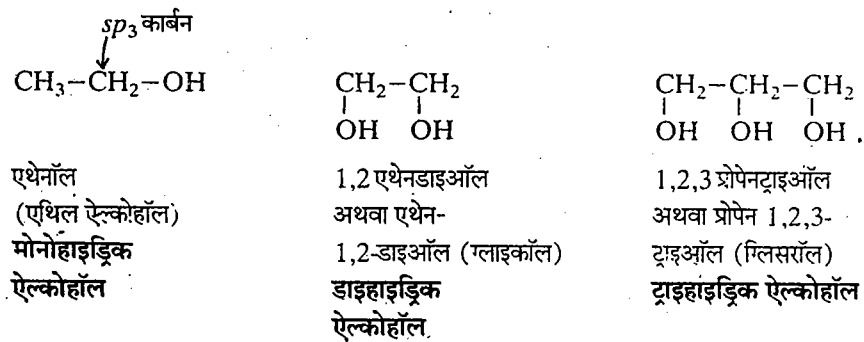 sp₃ कार्बन
CH₃−CH₂−OH
एथेनॉल
(एथिल ऐल्कोहॉल)
मोनोहाइड्रिक
ऐल्कोहॉल
CH₂−CH₂
OH OH
1,2 एथेनडाइऑल
अथवा एथेन-
1,2-डाइऑल (ग्लाइकॉल)
डाइहाइड्रिक
ऐल्कोहॉल
CH₂−CH₂−CH₂
OH OH OH .
1,2,3 प्रोपेनट्राइऑल
अथवा प्रोपेन 1,2,3-
ट्राइऑल (ग्लिसरॉल)
ट्राइहाइड्रिक ऐल्कोहॉल